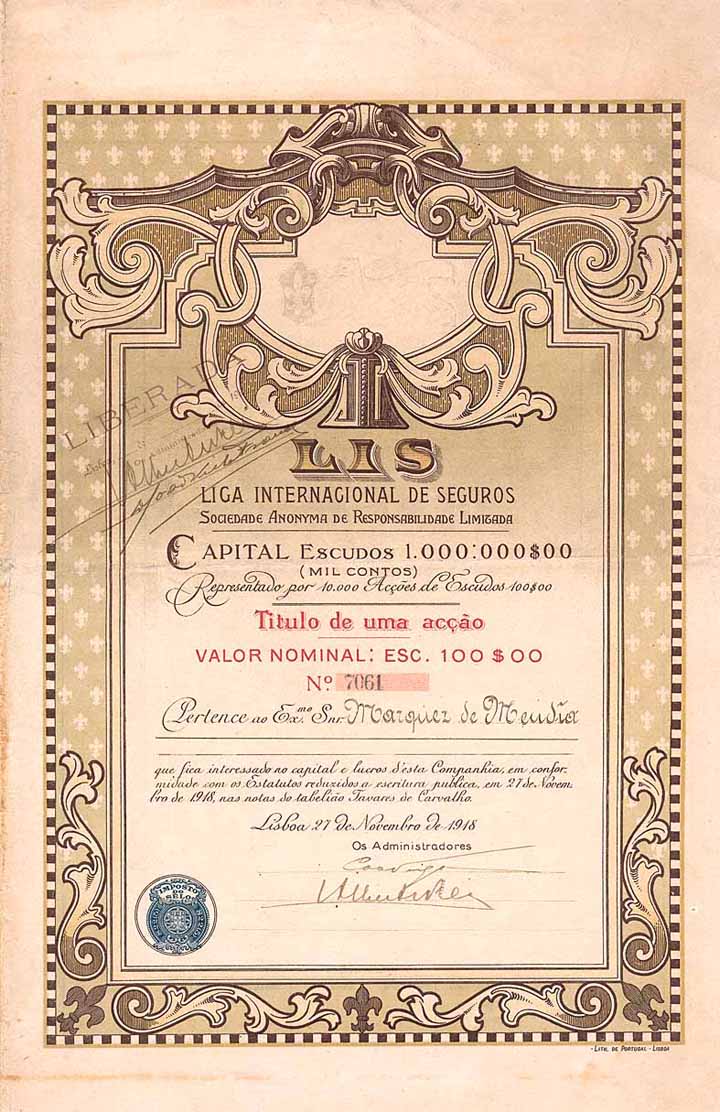 LIBERADA
LIS
LIGA INTERNACIONAL DE SEGUROS
SOCIEDADE ANONYMA DE RESPONSABILIDADE LIMITADA
CAPITAL ESCUDOS 1.000:000$00
(MIL CONTOS)
Representado por 10.000 Acções de Escudos 100$00
Titulo de uma acção
VALOR NOMINAL: ESC. 100$00
Nº 7061
Pertence ao Ex.mo Snr. Marquez de Mendia
que fica interessado no capital e lucros d'esta Companhia, em confor-
midade com os Estatutos reduzidos a escritura publica, em 27 de Novem-
bro de 1918, nas notas do tabelião Tavares de Carvalho.
Lisboa, 27 de Novembro de 1918
Os Administradores
IMPOSTO
DO
SELO
- LITH. DE PORTUGAL - LISBOA